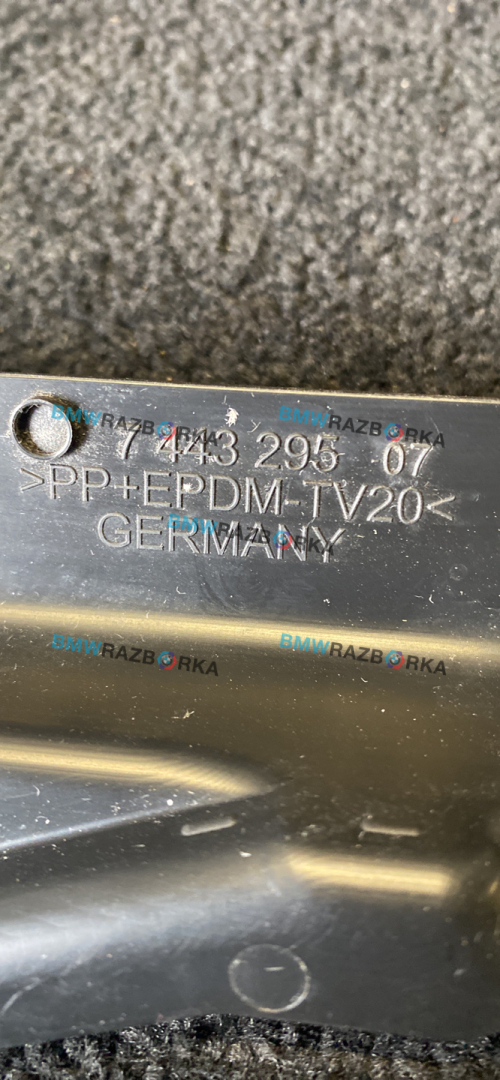 BMWRAZBORKA BMWRAZBORKA
7 443 295 07
>PP+EPDM-TV20<
GERMANY
BMWRAZBORKA
BMWRAZBORKA BMWRAZBORKA